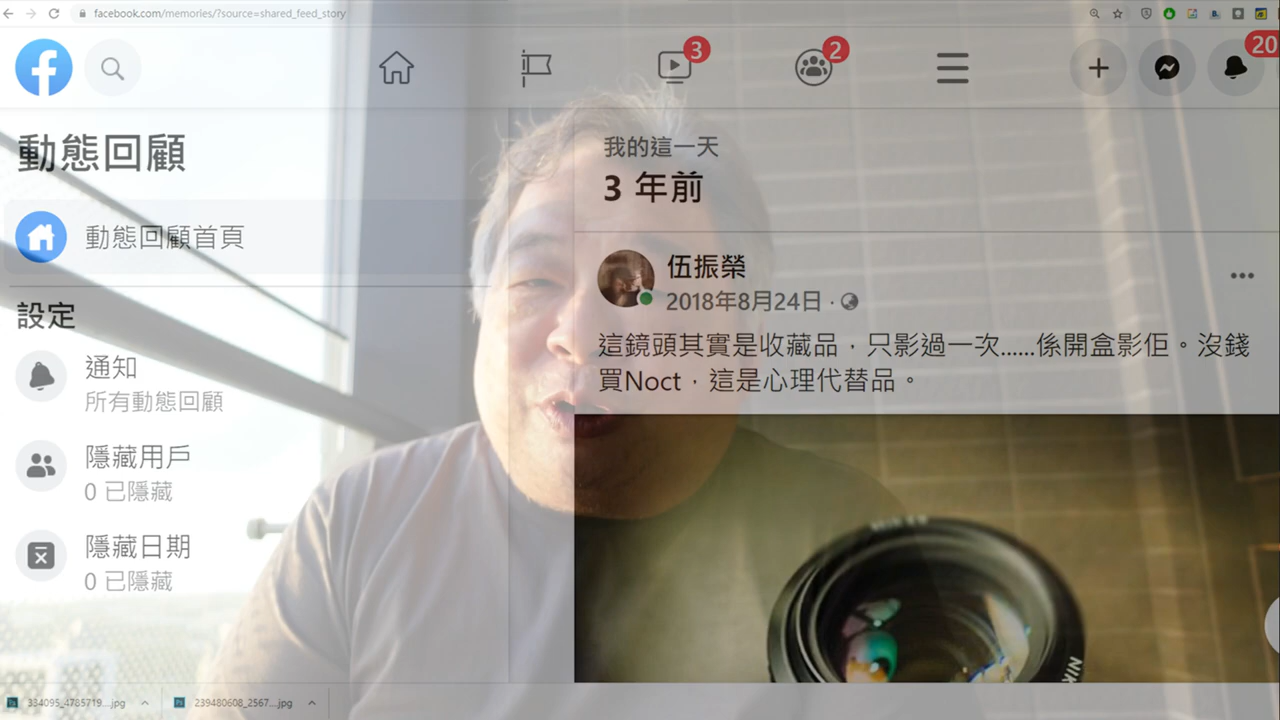 facebook.com/memories/?source=shared_feed_story
3
2
20
動態回顧
動態回顧首頁
設定
通知
所有動態回顧
隱藏用戶
0 已隱藏
隱藏日期
0 已隱藏
我的這一天
3 年前
伍振榮
2018年8月24日 ·
這鏡頭其實是收藏品，只影過一次......係開盒影佢。沒錢
買Noct，這是心理代替品。
334095_4785719....jpg
239480608_2567....jpg